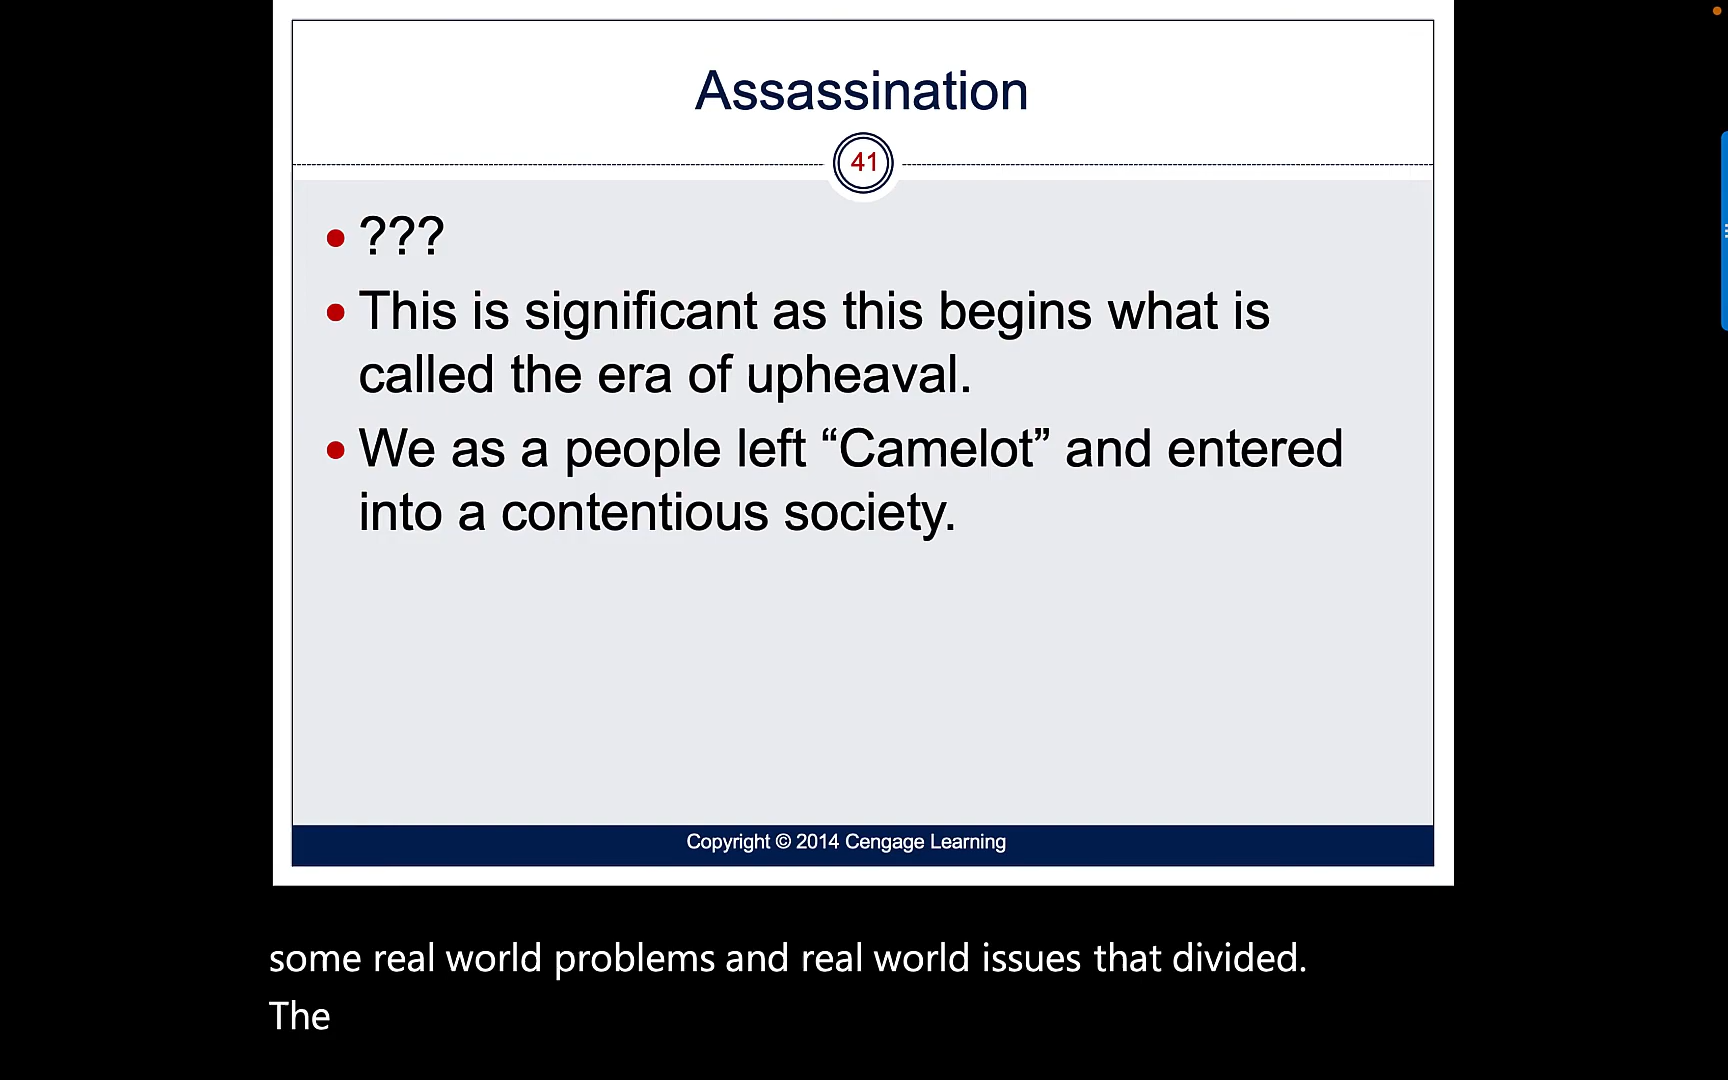 Assassination
41
• ???
• This is significant as this begins what is
called the era of upheaval.
• We as a people left “Camelot” and entered
into a contentious society.
Copyright © 2014 Cengage Learning
some real world problems and real world issues that divided.
The